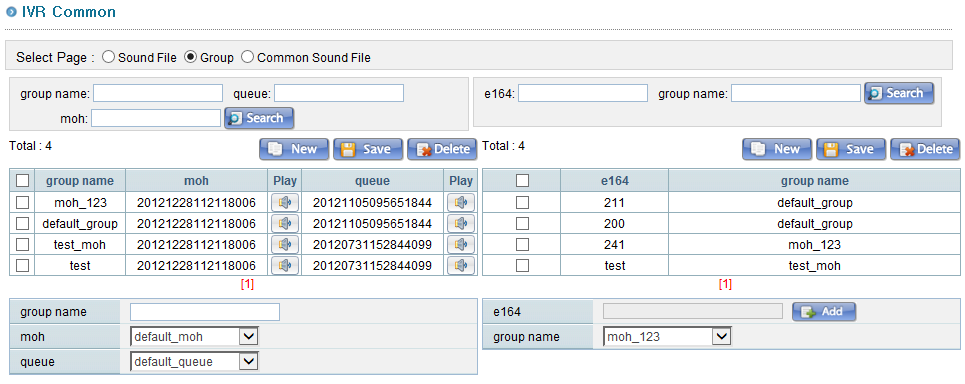 IVR Common
Select Page : Sound File Group Common Sound File
group name: queue:
moh: Search
e164: group name: Search
Total : 4 New Save Delete
Total : 4 New Save Delete
group name moh Play queue Play
moh_123 20121228112118006 20121105095651844
default_group 20121228112118006 20121105095651844
test_moh 20121228112118006 20120731152844099
test 20121228112118006 20120731152844099
[1]
e164 group name
211 default_group
200 default_group
241 moh_123
test test_moh
[1]
group name
moh default_moh
queue default_queue
e164 Add
group name moh_123